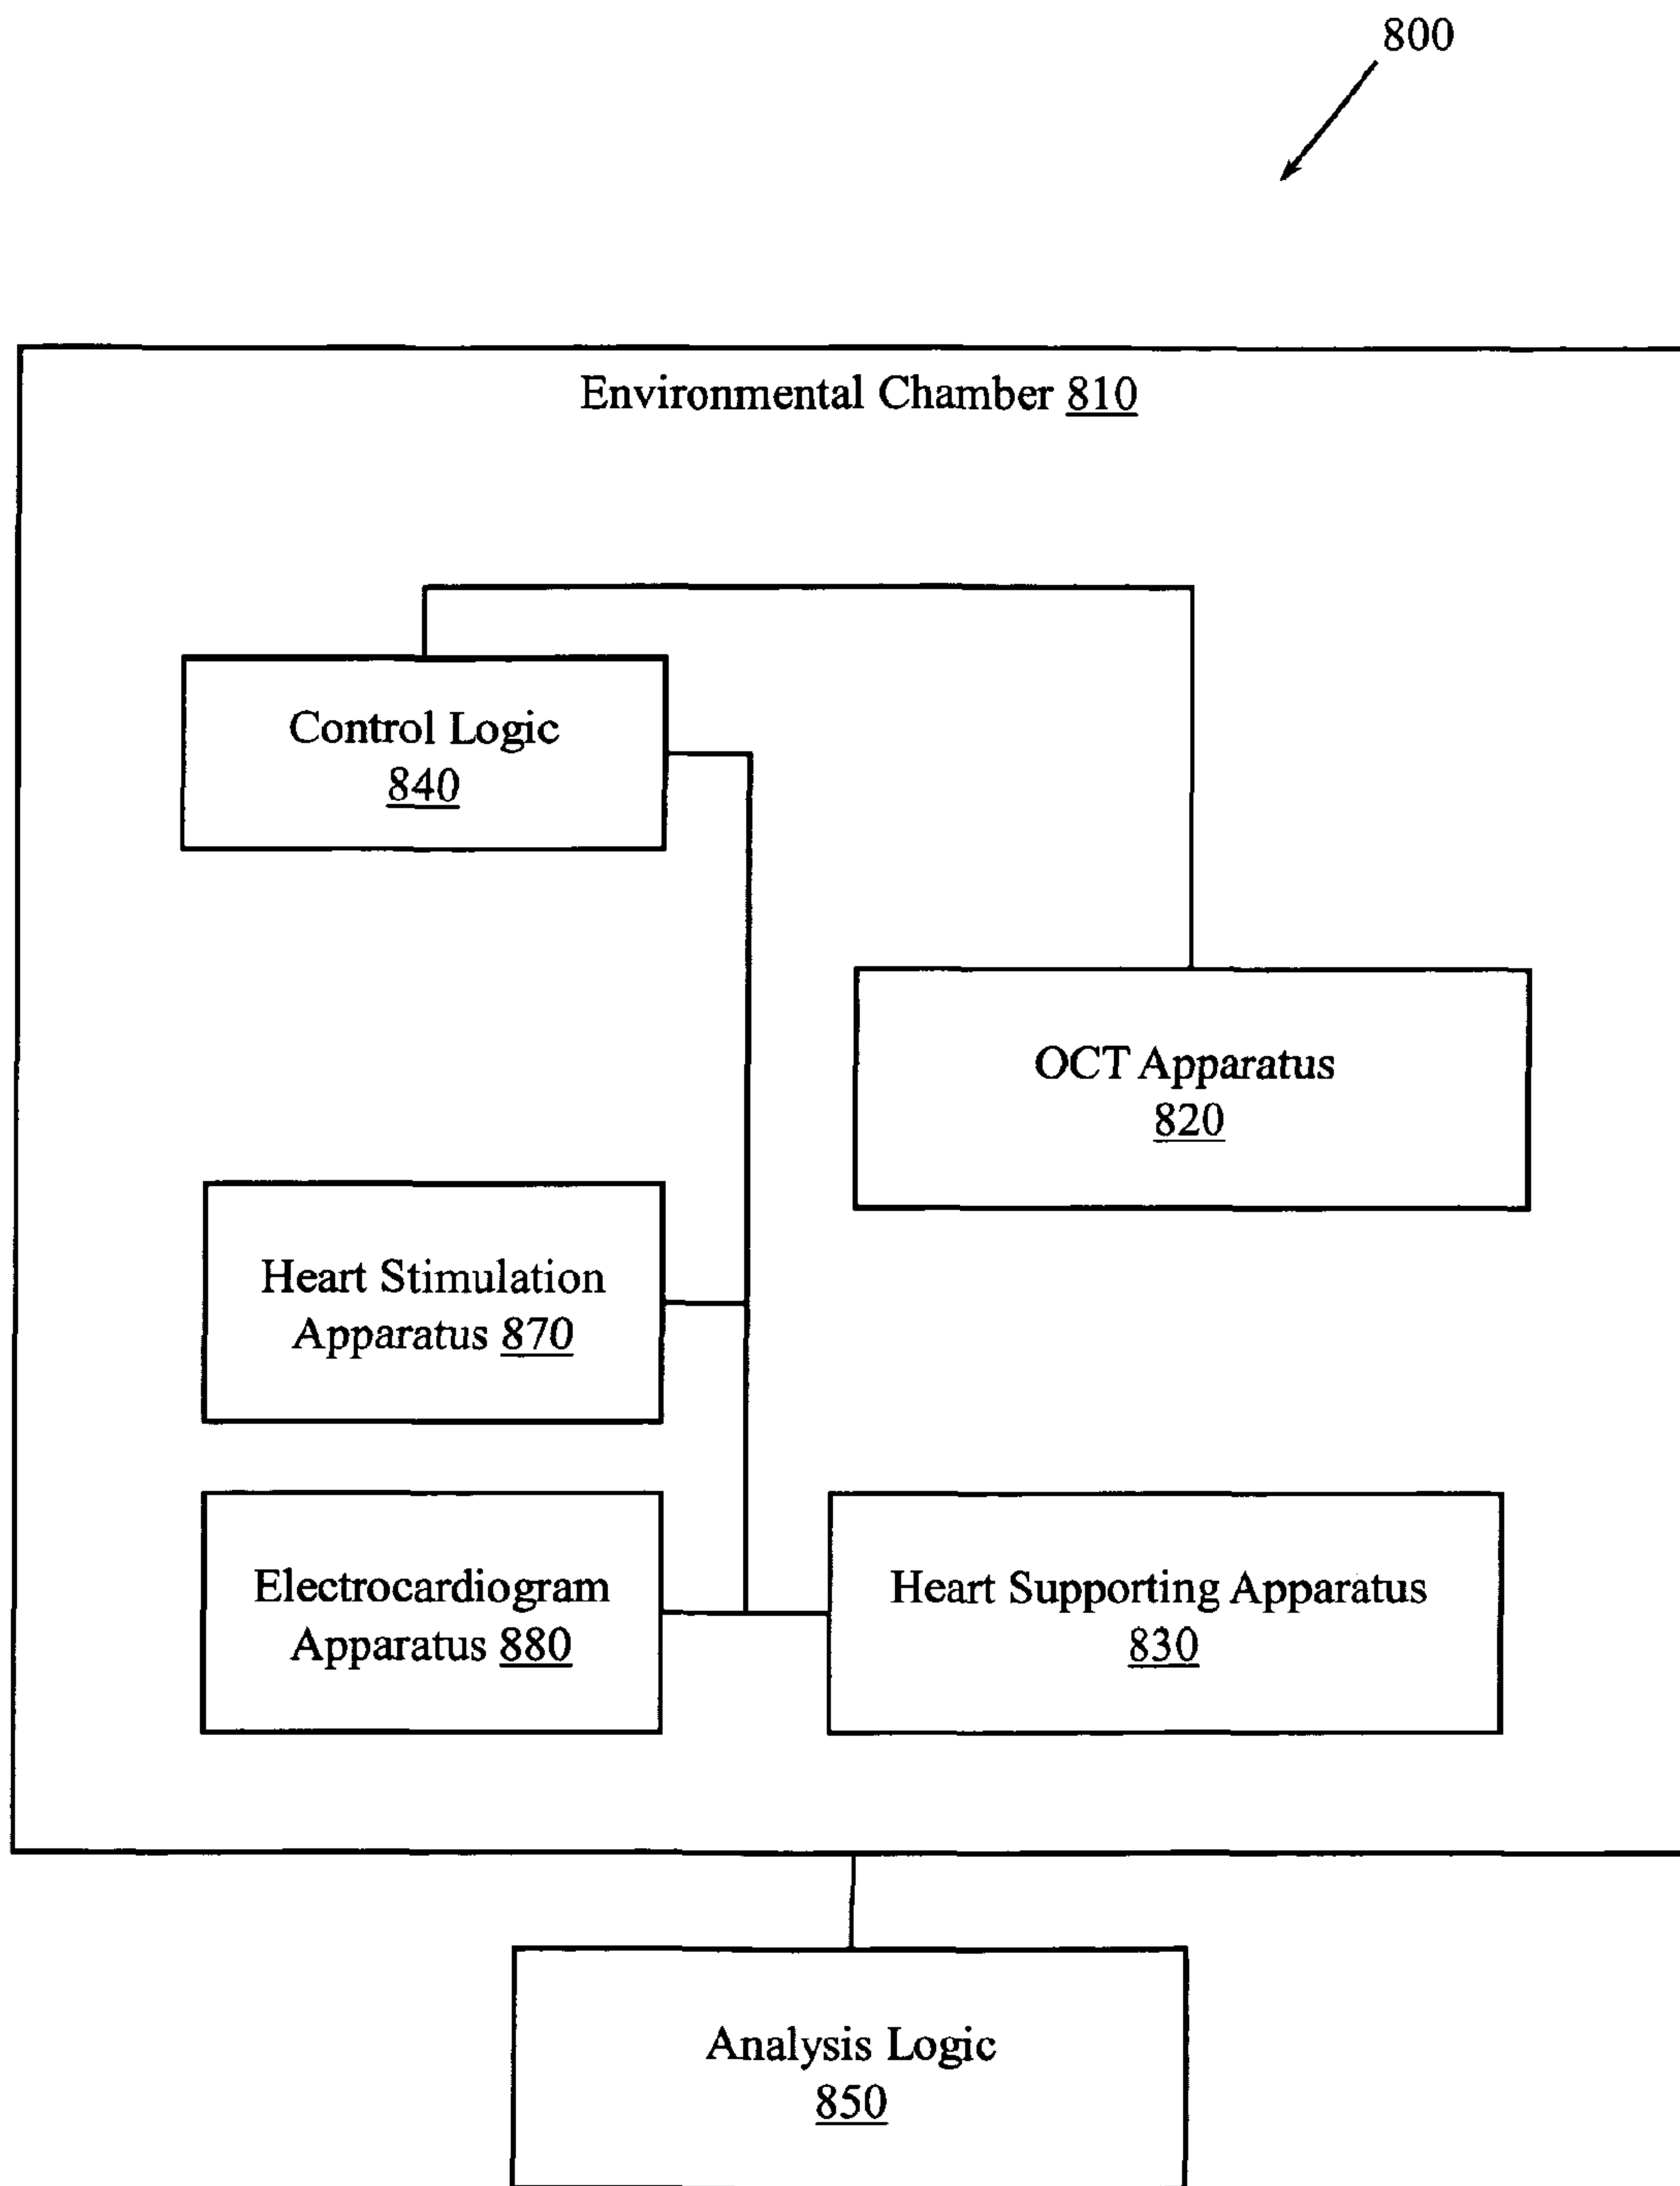 800
Environmental Chamber 810
Control Logic
840
OCT Apparatus
820
Heart Stimulation
Apparatus 870
Electrocardiogram
Apparatus 880
Heart Supporting Apparatus
830
Analysis Logic
850